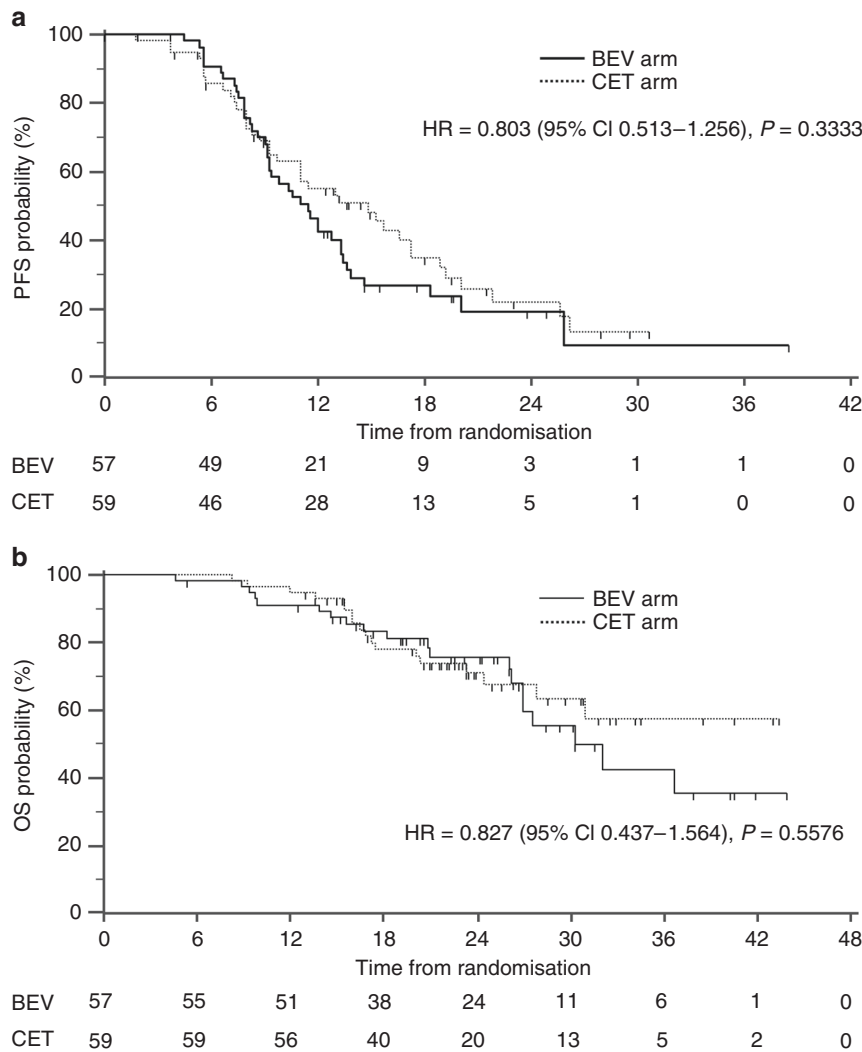 a
100
80
60
40
20
0
PFS probability (%)
BEV arm
CET arm
HR = 0.803 (95% CI 0.513–1.256), P = 0.3333
0 6 12 18 24 30 36 42
Time from randomisation
BEV 57 49 21 9 3 1 1 0
CET 59 46 28 13 5 1 0 0
b
100
80
60
40
20
0
OS probability (%)
BEV arm
CET arm
HR = 0.827 (95% CI 0.437–1.564), P = 0.5576
0 6 12 18 24 30 36 42 48
Time from randomisation
BEV 57 55 51 38 24 11 6 1 0
CET 59 59 56 40 20 13 5 2 0